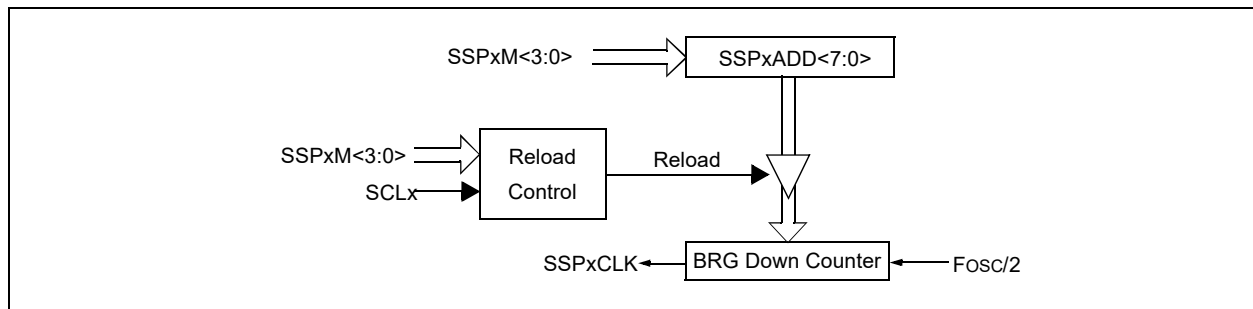 SSPxM<3:0>
SSPxADD<7:0>
SSPxM<3:0>
SCLx
Reload
Control
Reload
SSPxCLK
BRG Down Counter
FOSC/2